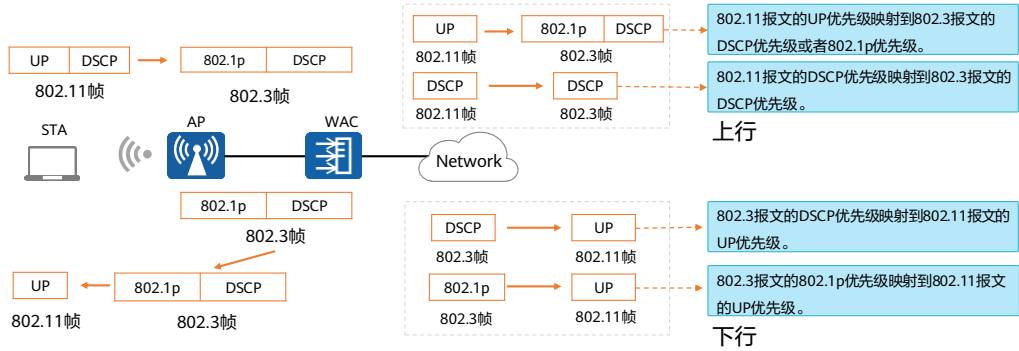 UP DSCP
802.11帧
802.1p DSCP
802.3帧
STA
AP
WAC
Network
802.1p DSCP
802.3帧
UP
802.11帧
802.1p DSCP
802.3帧
UP
802.11帧
802.1p DSCP
802.3帧
802.11报文的UP优先级映射到802.3报文的
DSCP优先级或者802.1p优先级。
DSCP
802.11帧
DSCP
802.3帧
802.11报文的DSCP优先级映射到802.3报文的
DSCP优先级。
上行
DSCP
802.3帧
UP
802.11帧
802.3报文的DSCP优先级映射到802.11报文的
UP优先级。
802.1p
802.3帧
UP
802.11帧
802.3报文的802.1p优先级映射到802.11报文
的UP优先级。
下行